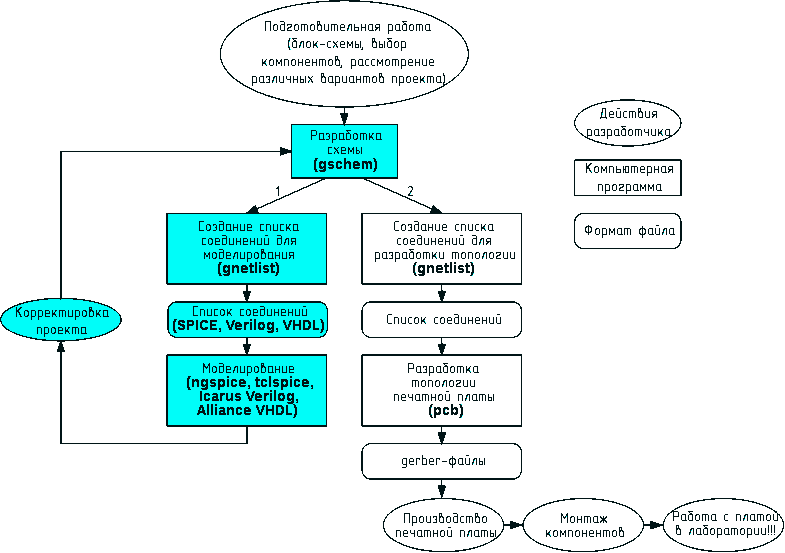 Подготовительная работа
(блок-схемы, выбор
компонентов, рассмотрение
различных вариантов проекта)
Разработка
схемы
(gschem)
1
2
Создание списка
соединений для
моделирования
(gnetlist)
Список соединений
(SPICE, Verilog, VHDL)
Моделирование
(ngspice, tclspice,
Icarus Verilog,
Alliance VHDL)
Корректировка
проекта
Создание списка
соединений для
разработки топологии
(gnetlist)
Список соединений
Разработка
топологии
печатной платы
(pcb)
gerber-файлы
Производство
печатной платы
Монтаж
компонентов
Работа с платой
в лаборатории!!!
Действия
разработчика
Компьютерная
программа
Формат файла